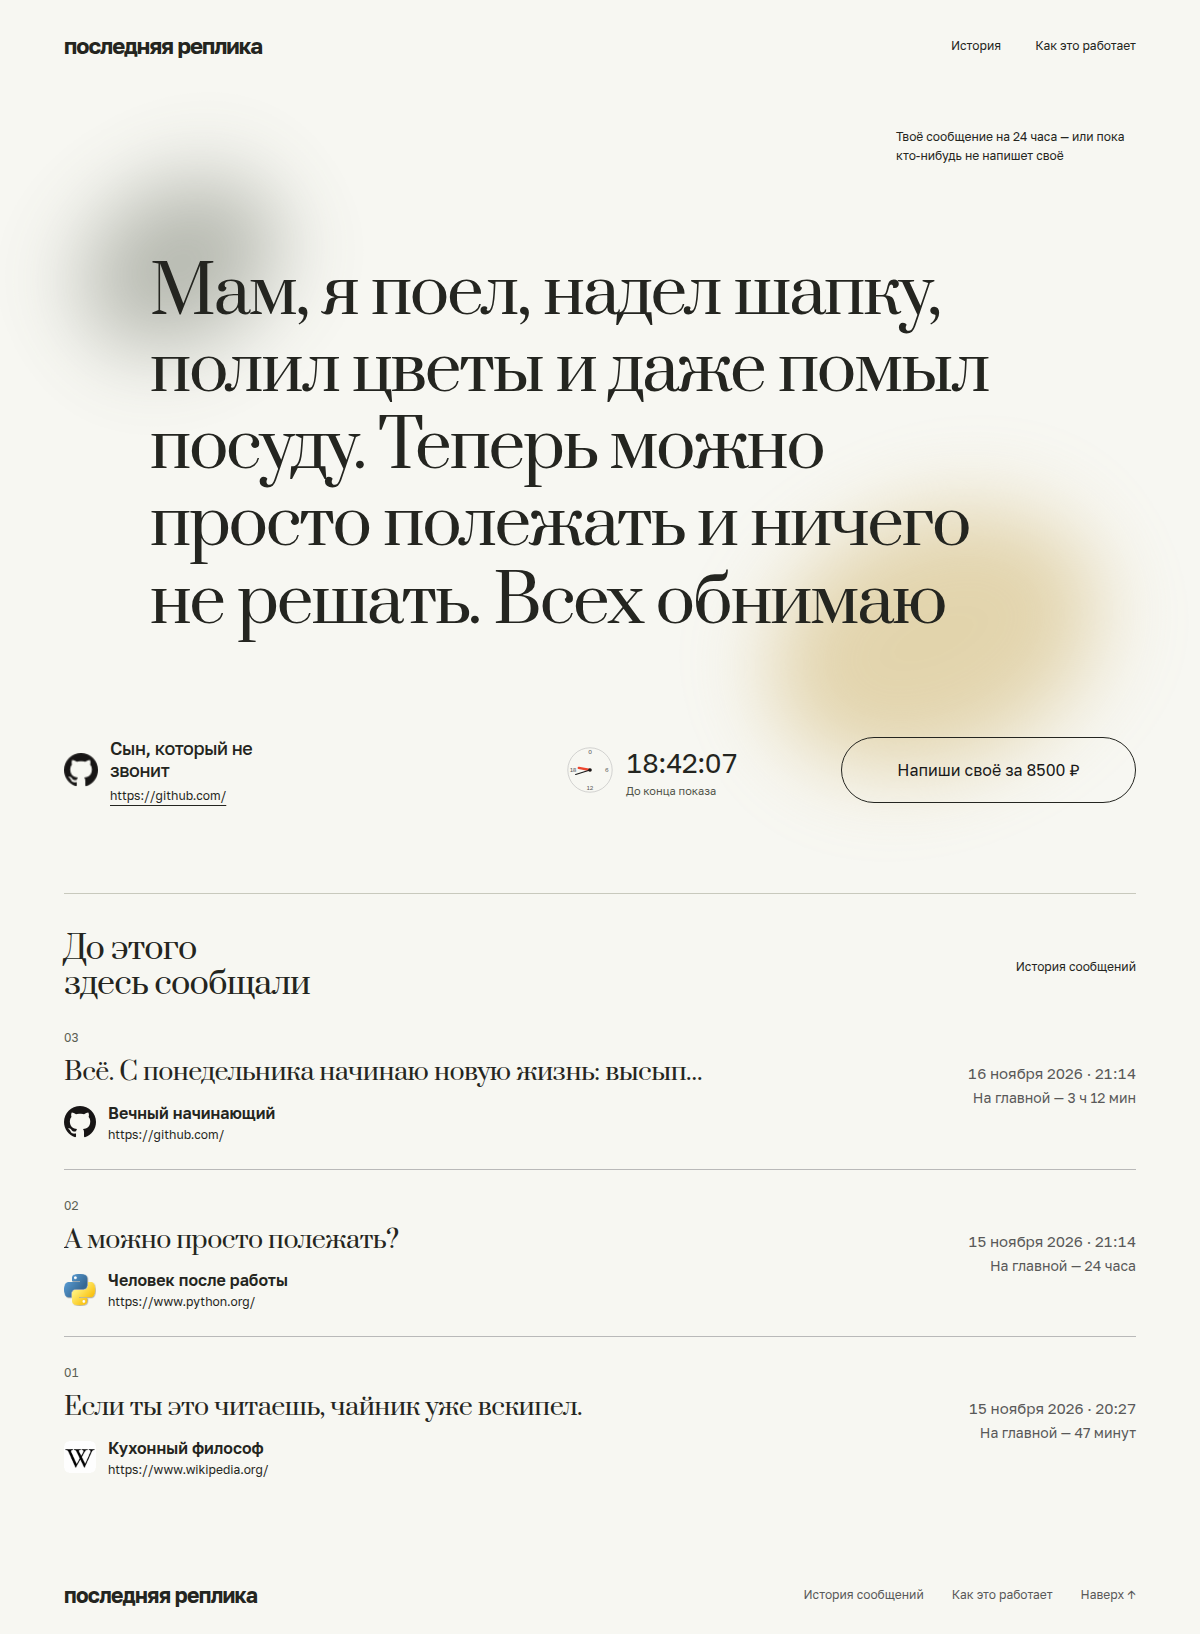 последняя реплика
История
Как это работает
Твоё сообщение на 24 часа — или пока
кто-нибудь не напишет своё
Мам, я поел, надел шапку,
полил цветы и даже помыл
посуду. Теперь можно
просто полежать и ничего
не решать. Всех обнимаю
Сын, который не
звонит
https://github.com/
0
18
6
12
18:42:07
До конца показа
Напиши своё за 8500 ₽
До этого
здесь сообщали
История сообщений
03
Всё. С понедельника начинаю новую жизнь: высып...
16 ноября 2026 · 21:14
На главной — 3 ч 12 мин
Вечный начинающий
https://github.com/
02
А можно просто полежать?
15 ноября 2026 · 21:14
На главной — 24 часа
Человек после работы
https://www.python.org/
01
Если ты это читаешь, чайник уже вскипел.
15 ноября 2026 · 20:27
На главной — 47 минут
W
Кухонный философ
https://www.wikipedia.org/
последняя реплика
История сообщений
Как это работает
Наверх ↑